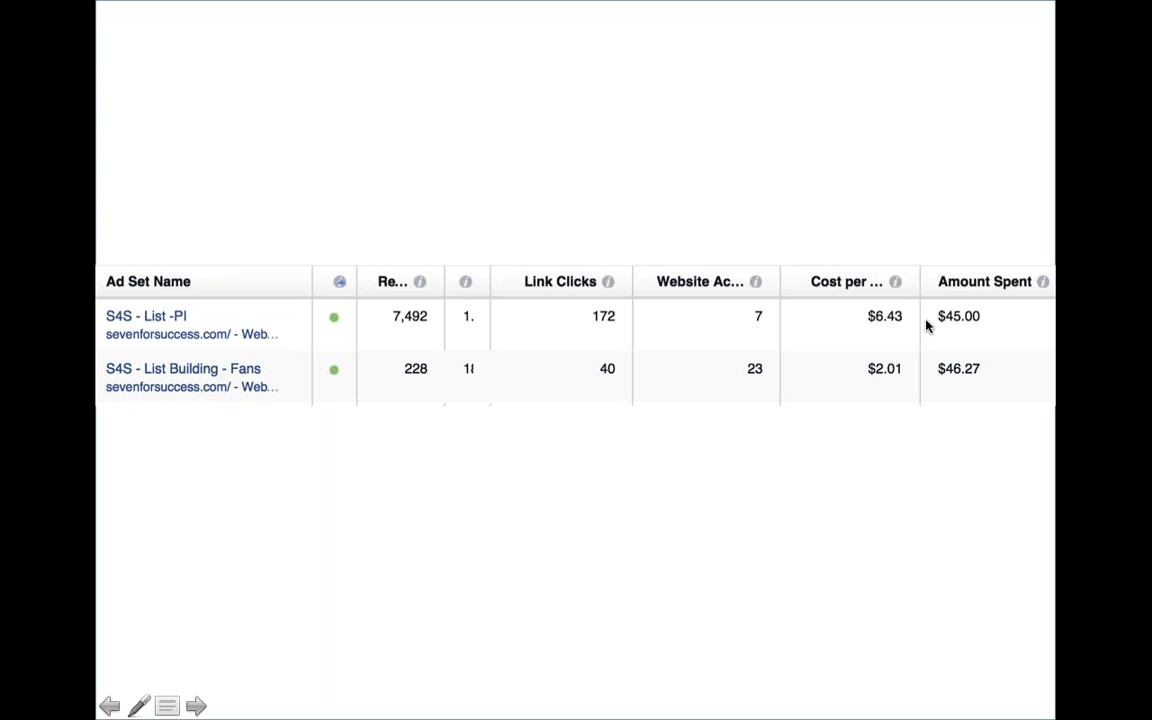 Ad Set Name Re... Link Clicks Website Ac... Cost per ... Amount Spent
S4S - List -PI 7,492 1. 172 7 $6.43 $45.00
sevenforsuccess.com/ - Web...
S4S - List Building - Fans 228 40 23 $2.01 $46.27
sevenforsuccess.com/ - Web...